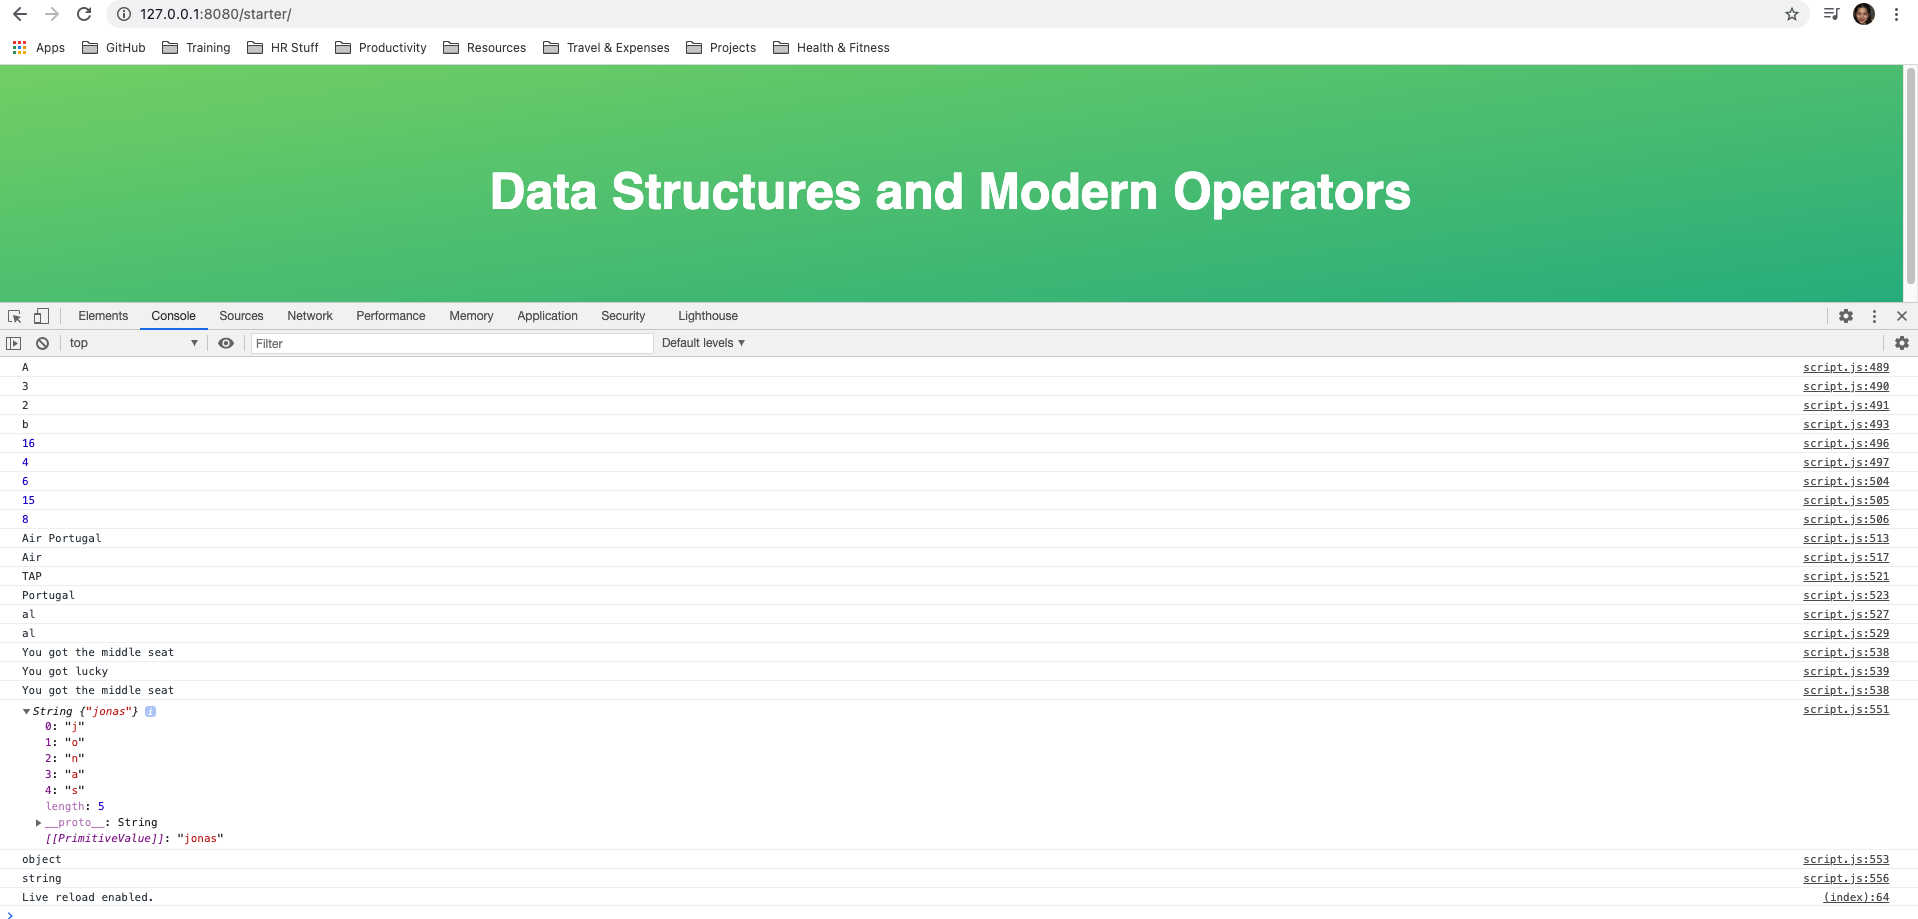 127.0.0.1:8080/starter/
Apps GitHub Training HR Stuff Productivity Resources Travel & Expenses Projects Health & Fitness
Data Structures and Modern Operators
Elements Console Sources Network Performance Memory Application Security Lighthouse
top Filter Default levels
A script.js:489
3 script.js:490
2 script.js:491
b script.js:493
16 script.js:496
4 script.js:497
6 script.js:504
15 script.js:505
8 script.js:506
Air Portugal script.js:513
Air script.js:517
TAP script.js:521
Portugal script.js:523
al script.js:527
al script.js:529
You got the middle seat script.js:538
You got lucky script.js:539
You got the middle seat script.js:538
String {"jonas"} i script.js:551
0: "j"
1: "o"
2: "n"
3: "a"
4: "s"
length: 5
__proto__: String
[[PrimitiveValue]]: "jonas"
object script.js:553
string script.js:556
Live reload enabled. (index):64